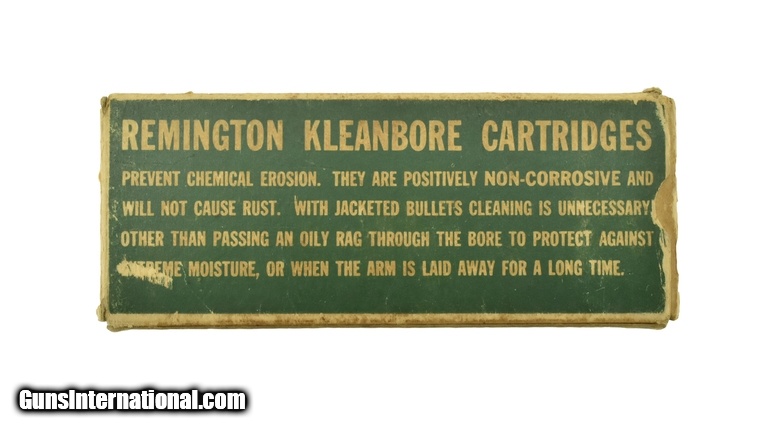 REMINGTON KLEANBORE CARTRIDGES
PREVENT CHEMICAL EROSION. THEY ARE POSITIVELY NON-CORROSIVE AND
WILL NOT CAUSE RUST. WITH JACKETED BULLETS CLEANING IS UNNECESSARY
OTHER THAN PASSING AN OILY RAG THROUGH THE BORE TO PROTECT AGAINST
EXTREME MOISTURE, OR WHEN THE ARM IS LAID AWAY FOR A LONG TIME.
GunsInternational.com